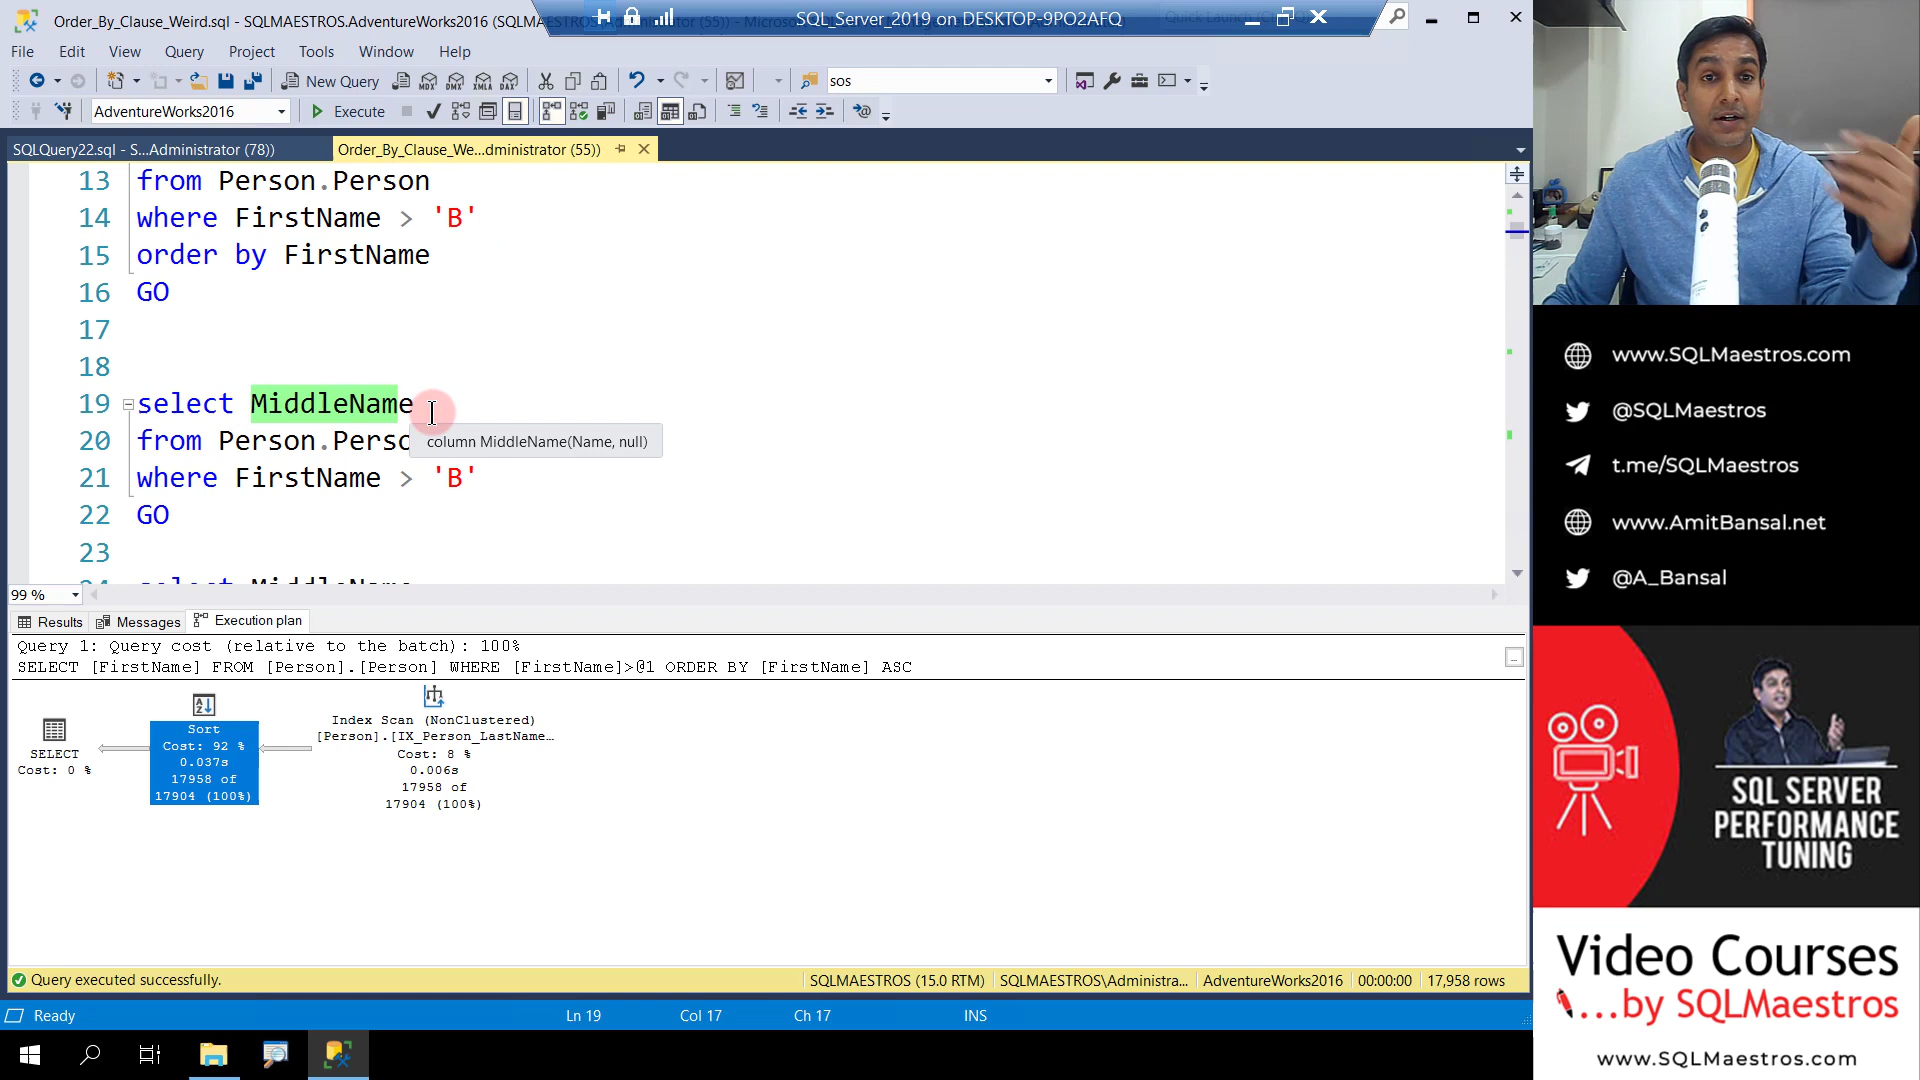 Order_By_Clause_Weird.sql - SQLMAESTROS.AdventureWorks2016 (SQLMAESTROS\Administrator (55))
SQL Server_2019 on DESKTOP-9PO2AFQ
File Edit View Query Project Tools Window Help
New Query
sos
AdventureWorks2016
Execute
SQLQuery22.sql - S...Administrator (78))
Order_By_Clause_We...dministrator (55))
13 from Person.Person
14 where FirstName > 'B'
15 order by FirstName
16 GO
17
18
19 select MiddleName
20 from Person.Perso
column MiddleName(Name, null)
21 where FirstName > 'B'
22 GO
23
24 select MiddleName
99 %
Results Messages Execution plan
Query 1: Query cost (relative to the batch): 100%
SELECT [FirstName] FROM [Person].[Person] WHERE [FirstName]>@1 ORDER BY [FirstName] ASC
SELECT
Cost: 0 %
Sort
Cost: 92 %
0.037s
17958 of
17904 (100%)
Index Scan (NonClustered)
[Person].[IX_Person_LastName…
Cost: 8 %
0.006s
17958 of
17904 (100%)
Query executed successfully.
SQLMAESTROS (15.0 RTM)
SQLMAESTROS\Administra...
AdventureWorks2016
00:00:00
17,958 rows
Ready
Ln 19
Col 17
Ch 17
INS
www.SQLMaestros.com
@SQLMaestros
t.me/SQLMaestros
www.AmitBansal.net
@A_Bansal
SQL SERVER
PERFORMANCE
TUNING
Video Courses
...by SQLMaestros
www.SQLMaestros.com